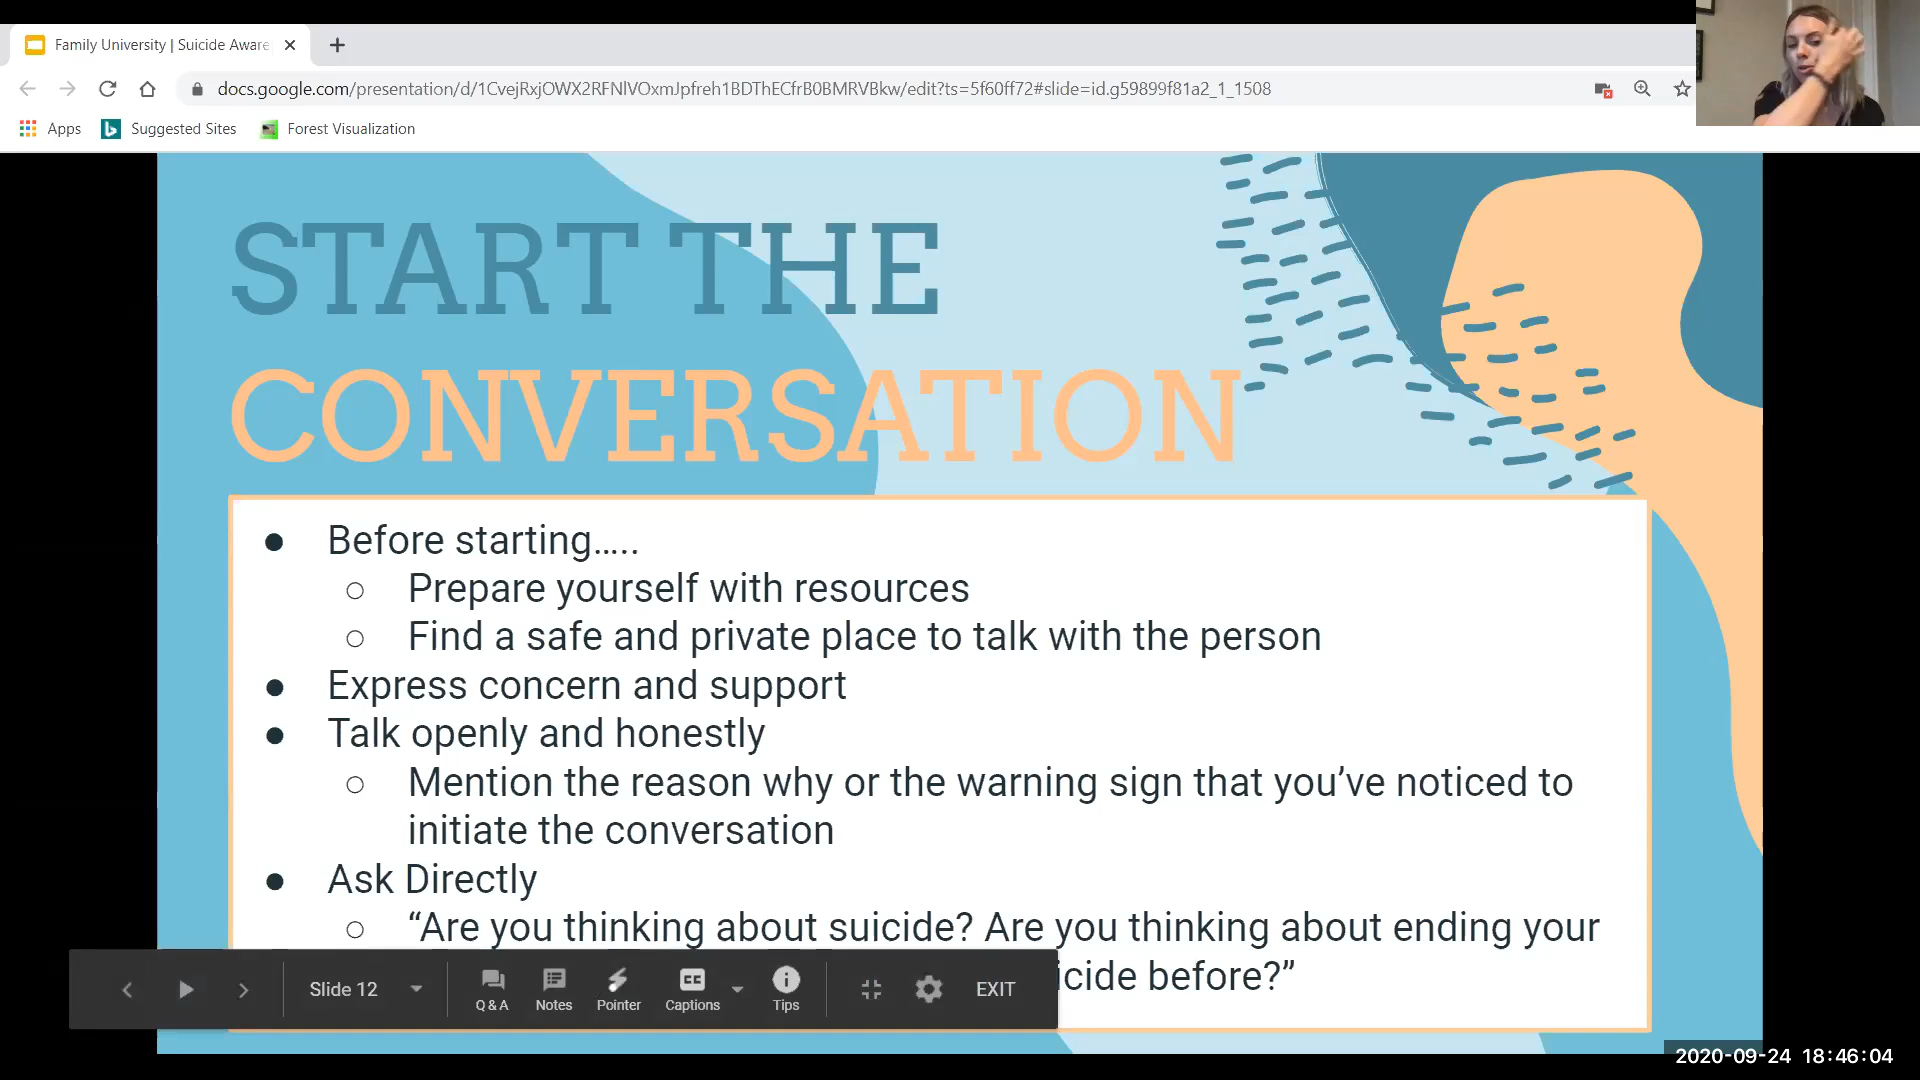 Family University | Suicide Aware
docs.google.com/presentation/d/1CvejRxjOWX2RFNlVOxmJpfreh1BDThECfrB0BMRVBkw/edit?ts=5f60ff72#slide=id.g59899f81a2_1_1508
Apps Suggested Sites Forest Visualization
START THE
CONVERSATION
● Before starting…..
○ Prepare yourself with resources
○ Find a safe and private place to talk with the person
● Express concern and support
● Talk openly and honestly
○ Mention the reason why or the warning sign that you’ve noticed to
initiate the conversation
● Ask Directly
○ “Are you thinking about suicide? Are you thinking about ending your
icide before?”
Slide 12 Q & A Notes Pointer CC Captions Tips EXIT
2020-09-24 18:46:04